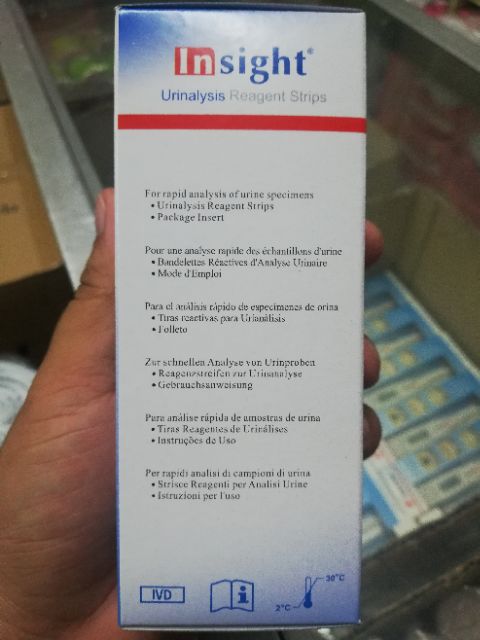 Insight®
Urinalysis Reagent Strips
For rapid analysis of urine specimens
• Urinalysis Reagent Strips
• Package Insert
Pour une analyse rapide des échantillons d'urine
• Bandelettes Réactives d'Analyse Urinaire
• Mode d'Emploi
Para el análisis rápido de especímenes de orina
• Tiras reactivas para Urianálisis
• Folleto
Zur schnellen Analyse von Urinproben
• Reagenzstreifen zur Urinanalyse
• Gebrauchsanweisung
Para análise rápida de amostras de urina
• Tiras Reagentes de Urinálises
• Instruções de Uso
Per rapidi analisi di campioni di urina
• Strisce Reagenti per Analisi Urine
• Istruzioni per l'uso
IVD
i
30°C
2°C